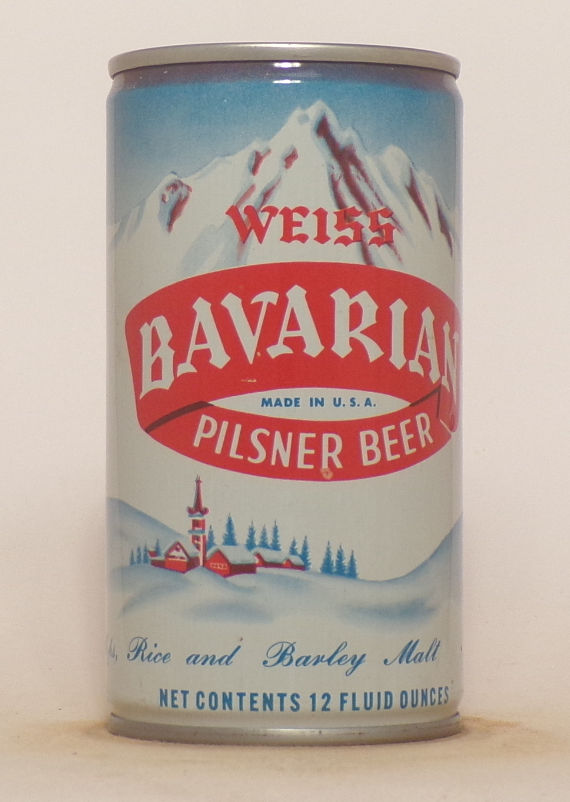 WEISS
BAVARIAN
MADE IN U.S.A.
PILSNER BEER
Rice and Barley Malt
NET CONTENTS 12 FLUID OUNCES